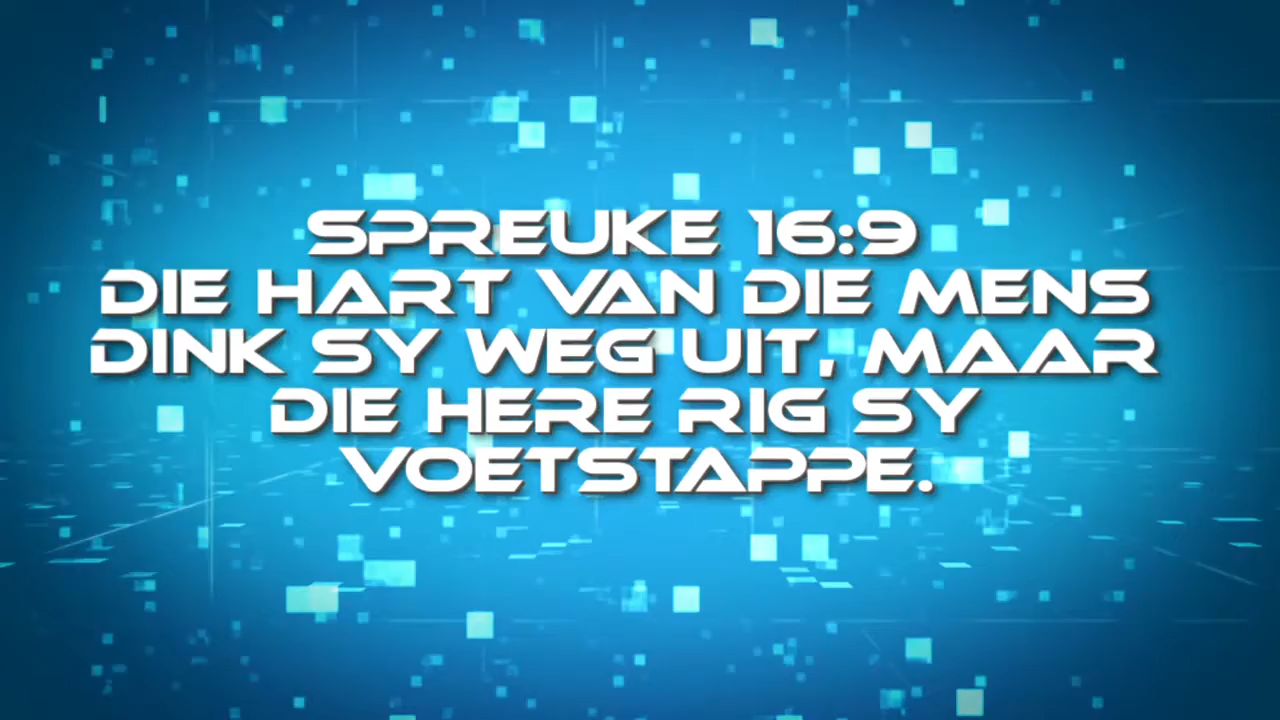 SPREUKE 16:9
DIE HART VAN DIE MENS
DINK SY WEG UIT, MAAR
DIE HERE RIG SY
VOETSTAPPE.